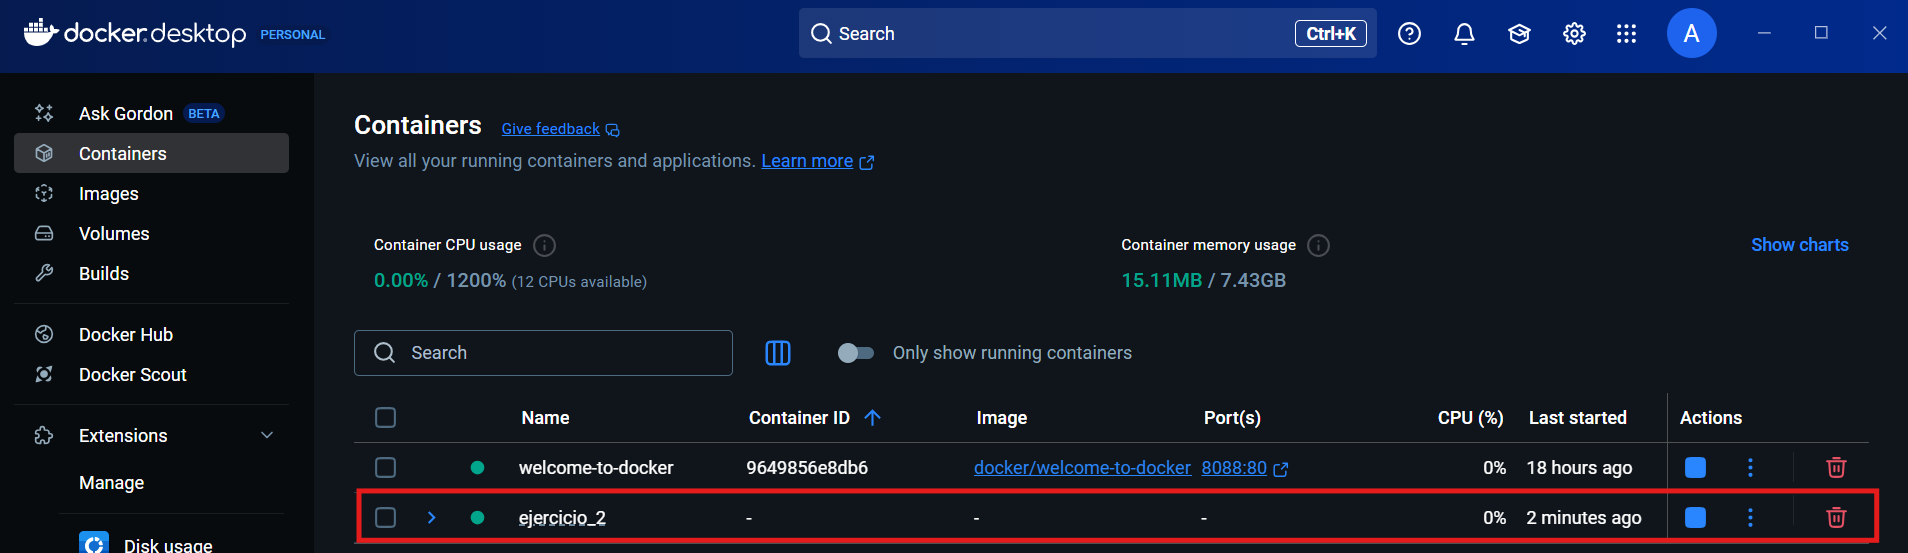 docker.desktop PERSONAL
Search Ctrl+K
A
Ask Gordon BETA
Containers
Images
Volumes
Builds
Docker Hub
Docker Scout
Extensions
Manage
Disk usage
Containers Give feedback
View all your running containers and applications. Learn more
Container CPU usage
0.00% / 1200% (12 CPUs available)
Container memory usage
15.11MB / 7.43GB
Show charts
Search
Only show running containers
Name Container ID Image Port(s) CPU (%) Last started Actions
welcome-to-docker 9649856e8db6 docker/welcome-to-docker 8088:80 0% 18 hours ago
ejercicio_2 - - - 0% 2 minutes ago